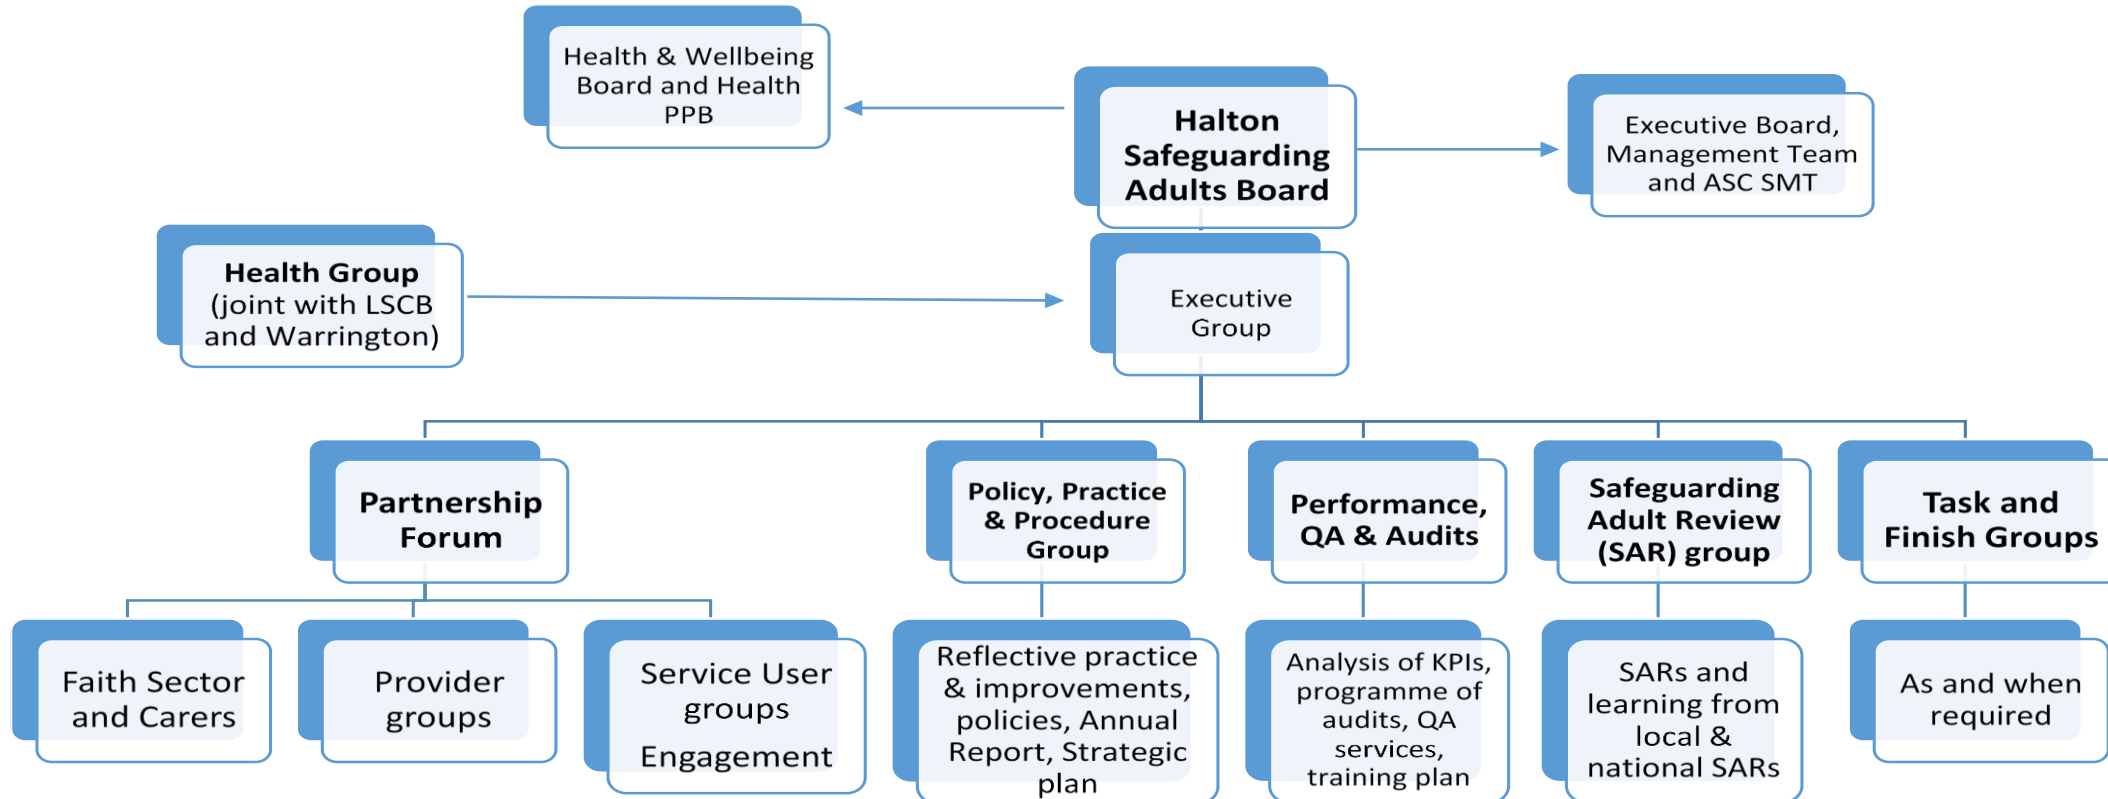 Health & Wellbeing
Board and Health
PPB
Halton
Safeguarding
Adults Board
Executive Board,
Management Team
and ASC SMT
Health Group
(joint with LSCB
and Warrington)
Executive
Group
Partnership
Forum
Policy, Practice
& Procedure
Group
Performance,
QA & Audits
Safeguarding
Adult Review
(SAR) group
Task and
Finish Groups
Faith Sector
and Carers
Provider
groups
Service User
groups
Engagement
Reflective practice
& improvements,
policies, Annual
Report, Strategic
plan
Analysis of KPIs,
programme of
audits, QA
services,
training plan
SARs and
learning from
local &
national SARs
As and when
required